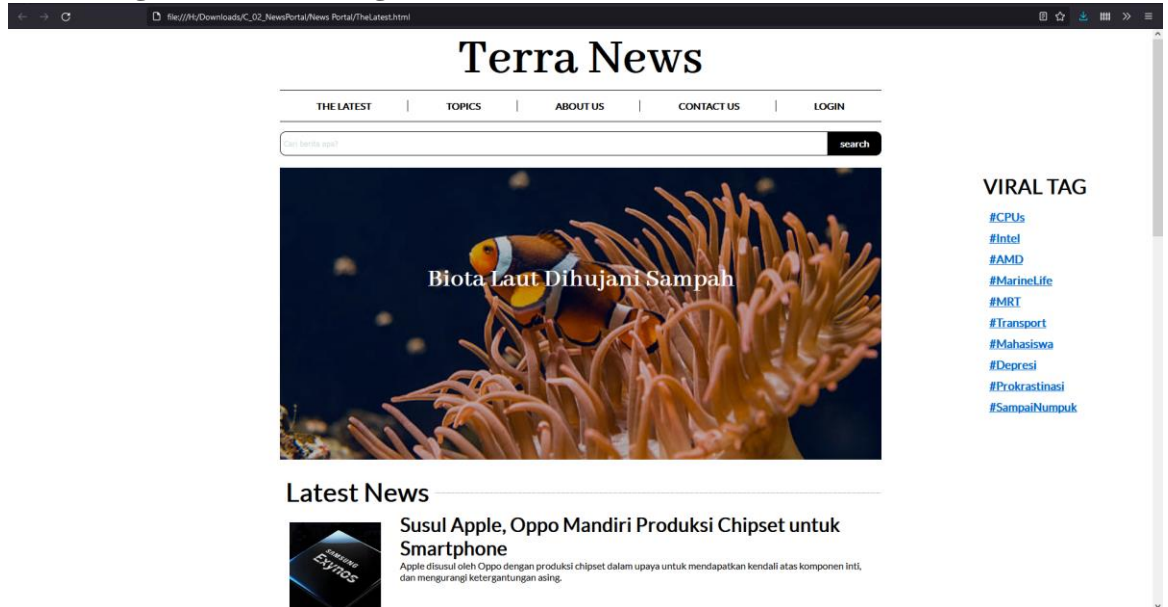 file:///H:/Downloads/C_02_NewsPortal/News Portal/TheLatest.html
Terra News
THE LATEST | TOPICS | ABOUT US | CONTACT US | LOGIN
Cari berita apa?
search
Biota Laut Dihujani Sampah
VIRAL TAG
#CPUs
#Intel
#AMD
#MarineLife
#MRT
#Transport
#Mahasiswa
#Depresi
#Prokrastinasi
#SampaiNumpuk
Latest News
SAMSUNG
Exynos
Susul Apple, Oppo Mandiri Produksi Chipset untuk
Smartphone
Apple disusul oleh Oppo dengan produksi chipset dalam upaya untuk mendapatkan kendali atas komponen inti,
dan mengurangi ketergantungan asing.